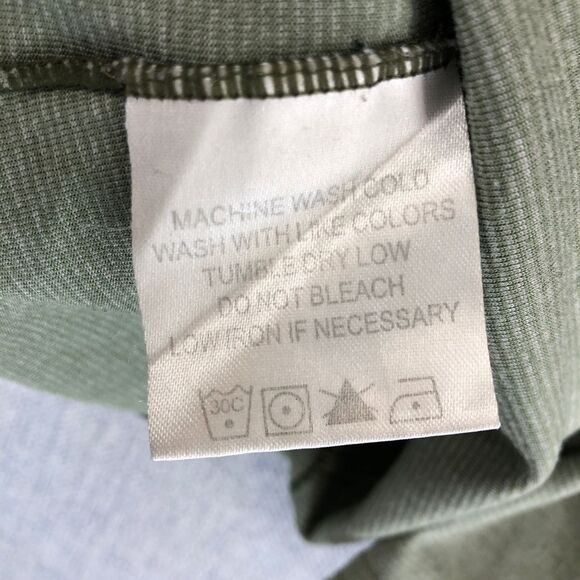 MACHINE WASH COLD
WASH WITH LIKE COLORS
TUMBLE DRY LOW
DO NOT BLEACH
LOW IRON IF NECESSARY
30C